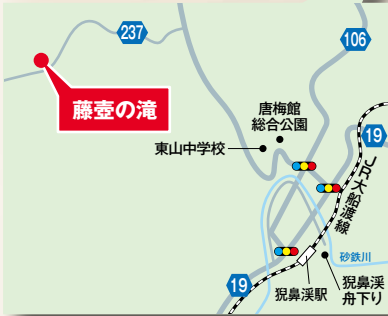 237
106
藤壺の滝
唐梅館
総合公園
東山中学校
19
JR大船渡線
砂鉄川
19
猊鼻渓駅
猊鼻渓
舟下り